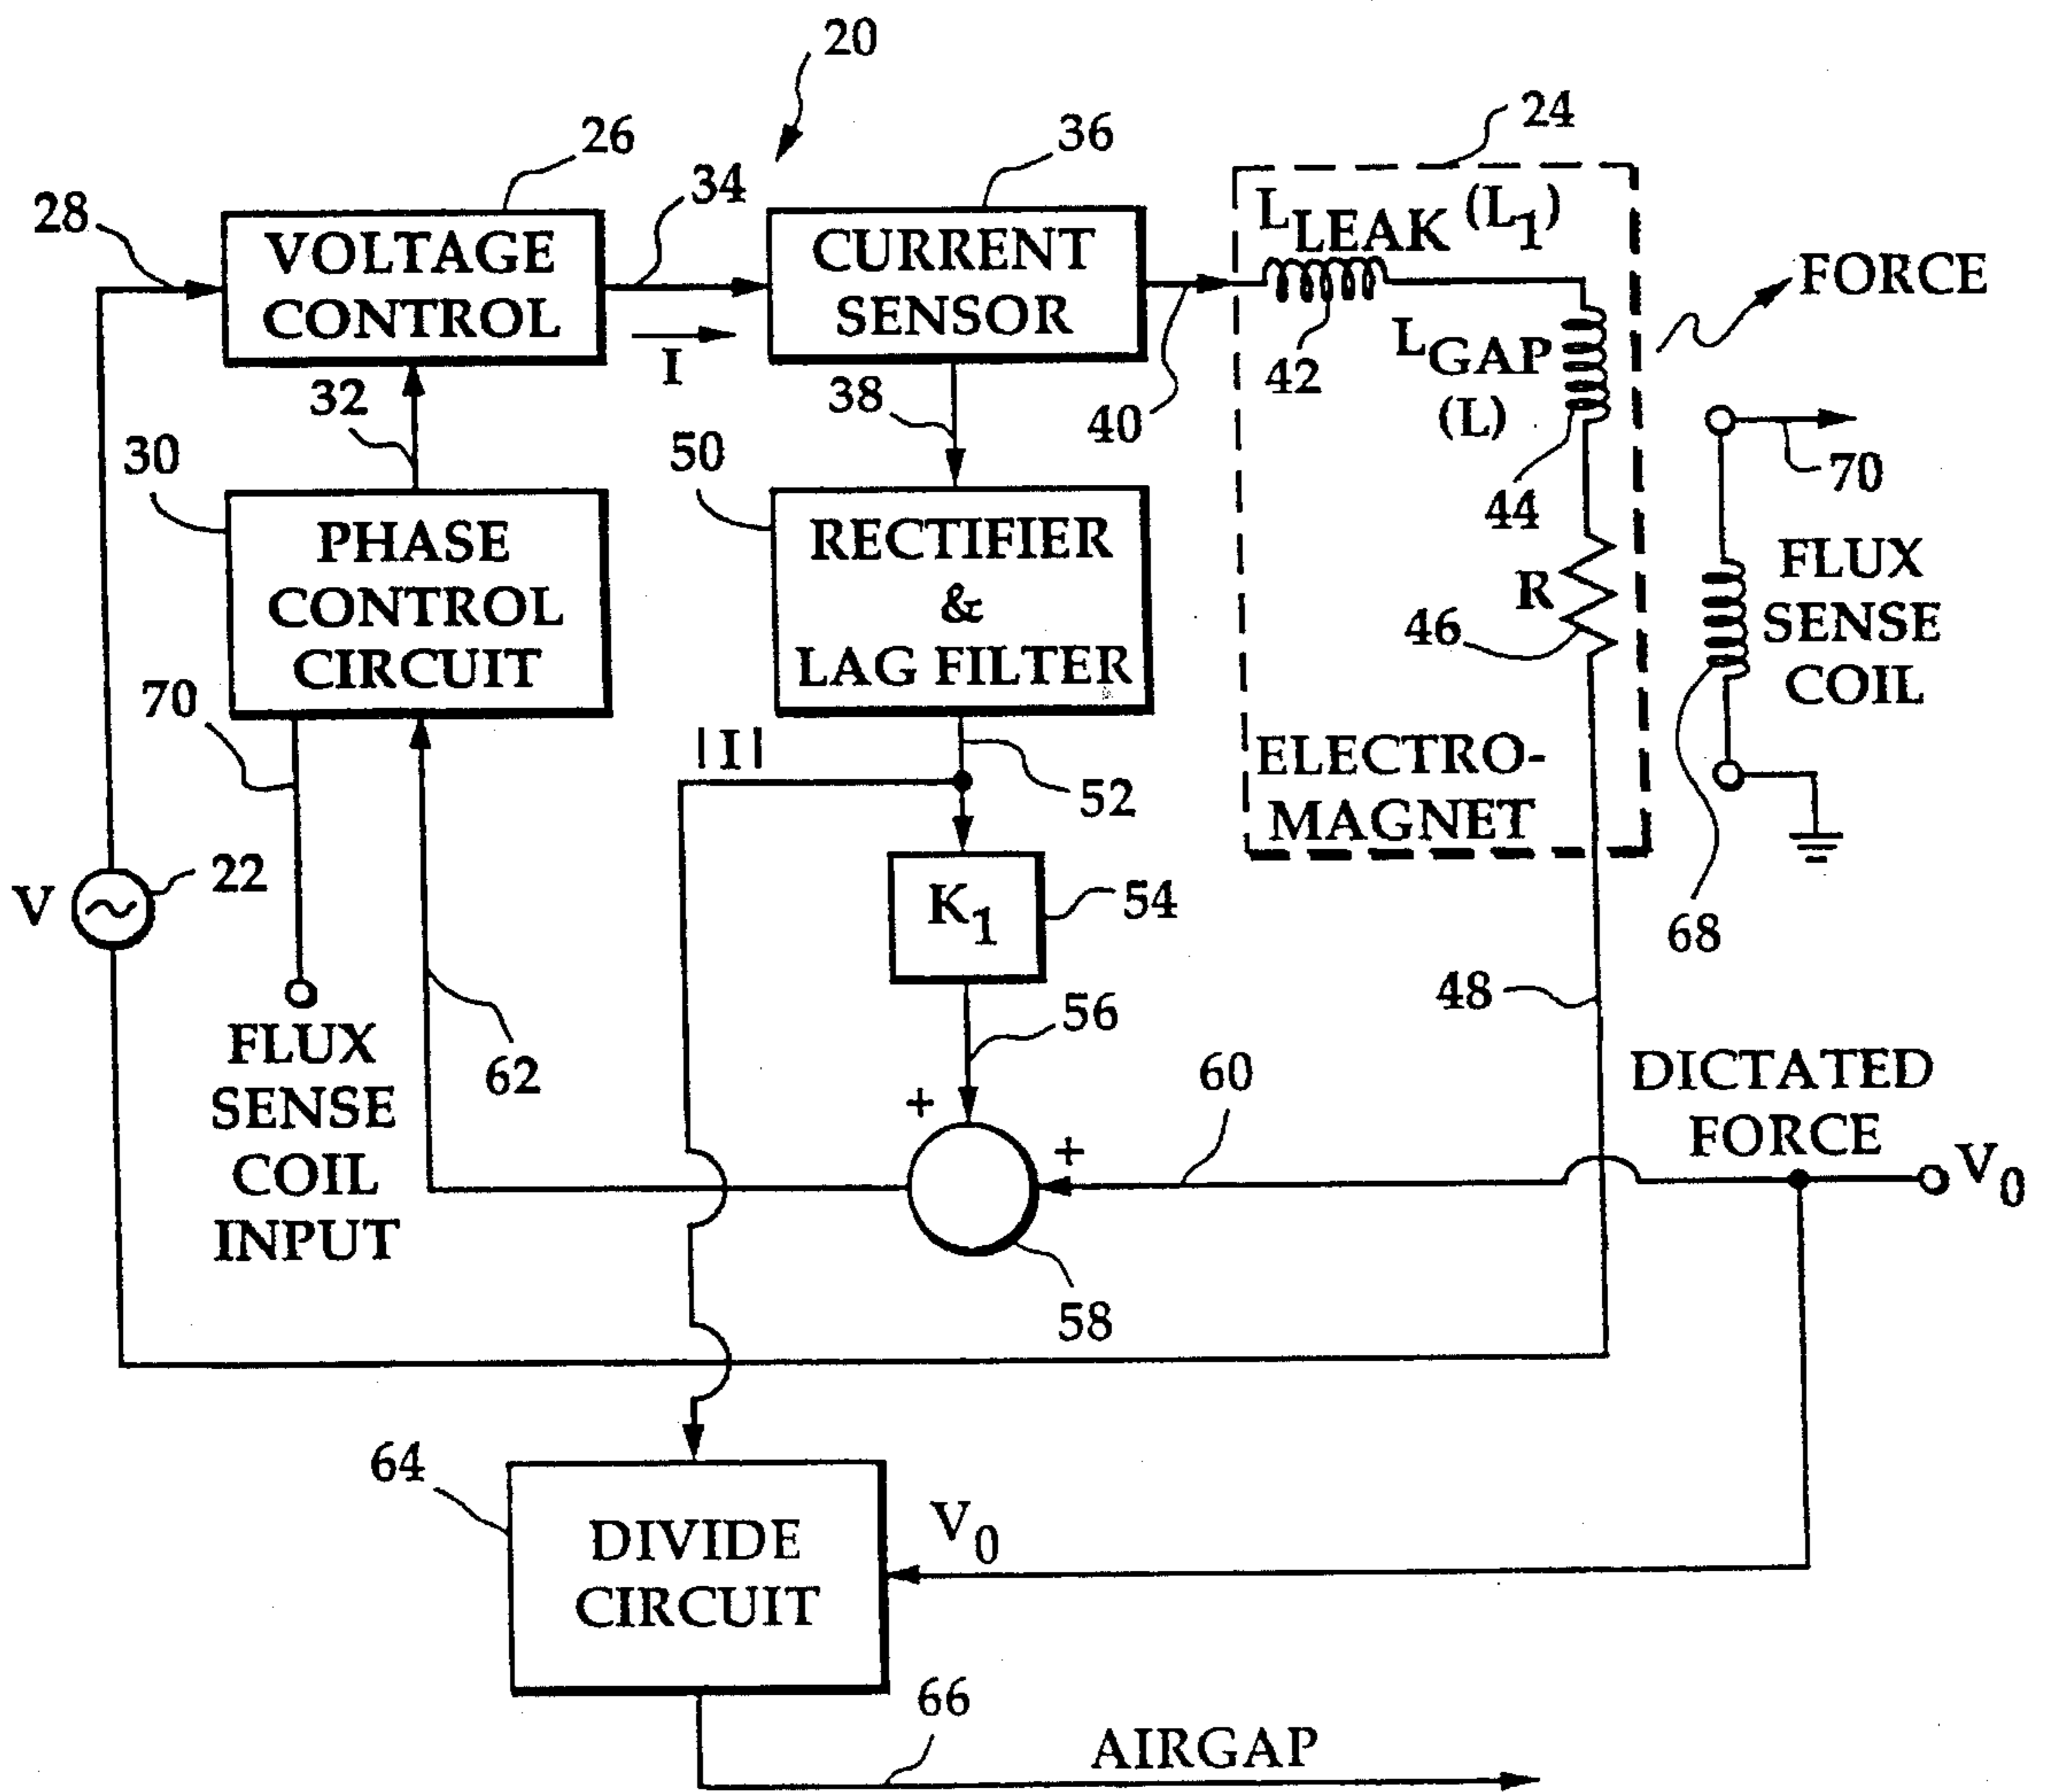 20
26
36
24
34
28
VOLTAGE
CONTROL
CURRENT
SENSOR
L LEAK (L1)
FORCE
I
32
38
40
42
L GAP
(L)
30
50
44
70
PHASE
CONTROL
CIRCUIT
RECTIFIER
&
LAG FILTER
R
46
FLUX
SENSE
COIL
70
|I|
52
ELECTRO-
MAGNET
V
22
K1
54
68
48
56
FLUX
SENSE
COIL
INPUT
62
60
DICTATED
FORCE
+
+
V0
58
64
DIVIDE
CIRCUIT
V0
66
AIRGAP